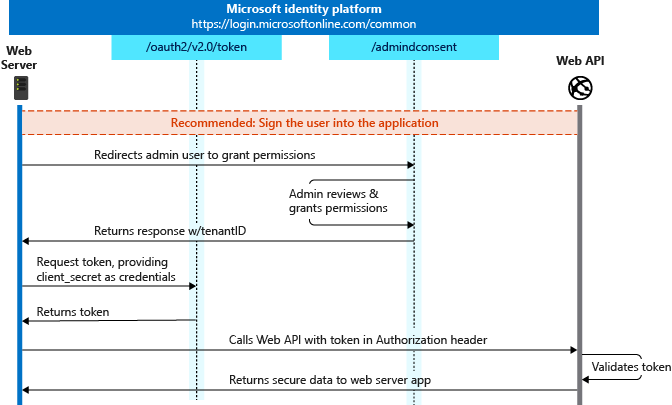 Microsoft identity platform
https://login.microsoftonline.com/common
/oauth2/v2.0/token
/admindconsent
Web
Server
Web API
Recommended: Sign the user into the application
Redirects admin user to grant permissions
Admin reviews &
grants permissions
Returns response w/tenantID
Request token, providing
client_secret as credentials
Returns token
Calls Web API with token in Authorization header
Validates token
Returns secure data to web server app